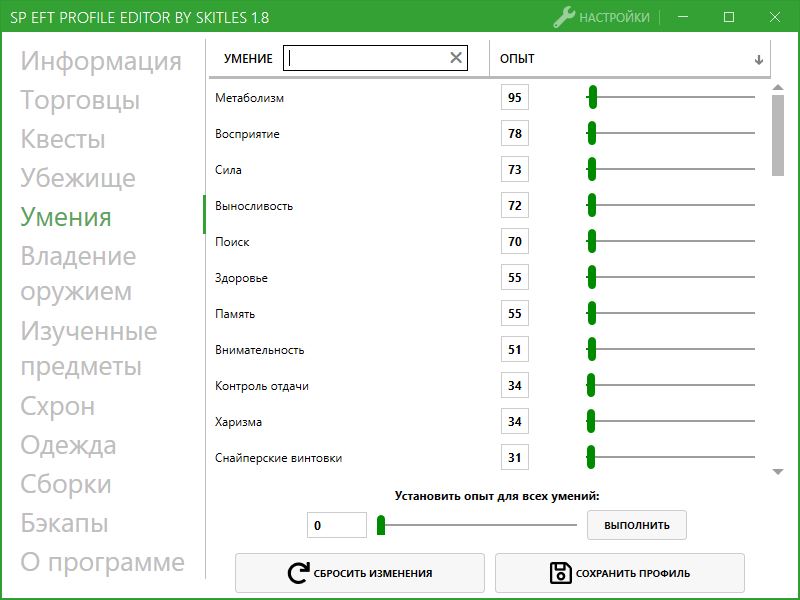 SP EFT PROFILE EDITOR BY SKITLES 1.8
НАСТРОЙКИ
Информация
Торговцы
Квесты
Убежище
Умения
Владение
оружием
Изученные
предметы
Схрон
Одежда
Сборки
Бэкапы
О программе
УМЕНИЕ
ОПЫТ
Метаболизм 95
Восприятие 78
Сила 73
Выносливость 72
Поиск 70
Здоровье 55
Память 55
Внимательность 51
Контроль отдачи 34
Харизма 34
Снайперские винтовки 31
Установить опыт для всех умений:
0
ВЫПОЛНИТЬ
СБРОСИТЬ ИЗМЕНЕНИЯ
СОХРАНИТЬ ПРОФИЛЬ